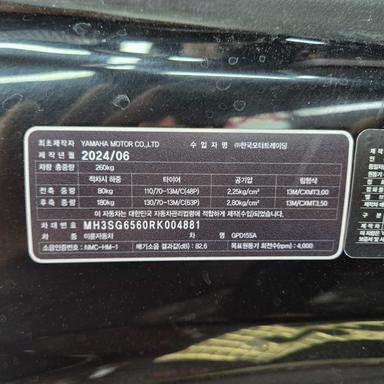 최초제작자 YAMAHA MOTOR CO.,LTD 수 입 자 ㈜한국모터트레이딩
제작년월 2024/06
차량 총중량 260kg
적차시 하중 타이어 공기압 림형식
전축 중량 80kg 110/70-13M/C(48P) 2.25kg/cm² 13M/CXMT3.00
후축 중량 180kg 130/70-13M/C(63P) 2.80kg/cm² 13M/CXMT3.50
이 자동차는 대한민국 자동차관리법령에 적합하게 제작(수입)되었음.
차대번호 MH3SG6560RK004881
차 종 이륜자동차 차 명 GPD155A
소음인증번호: NMC-HM-1 배기소음 결과값(dB): 82.6 목표원동기 회전속도(rpm): 4,000